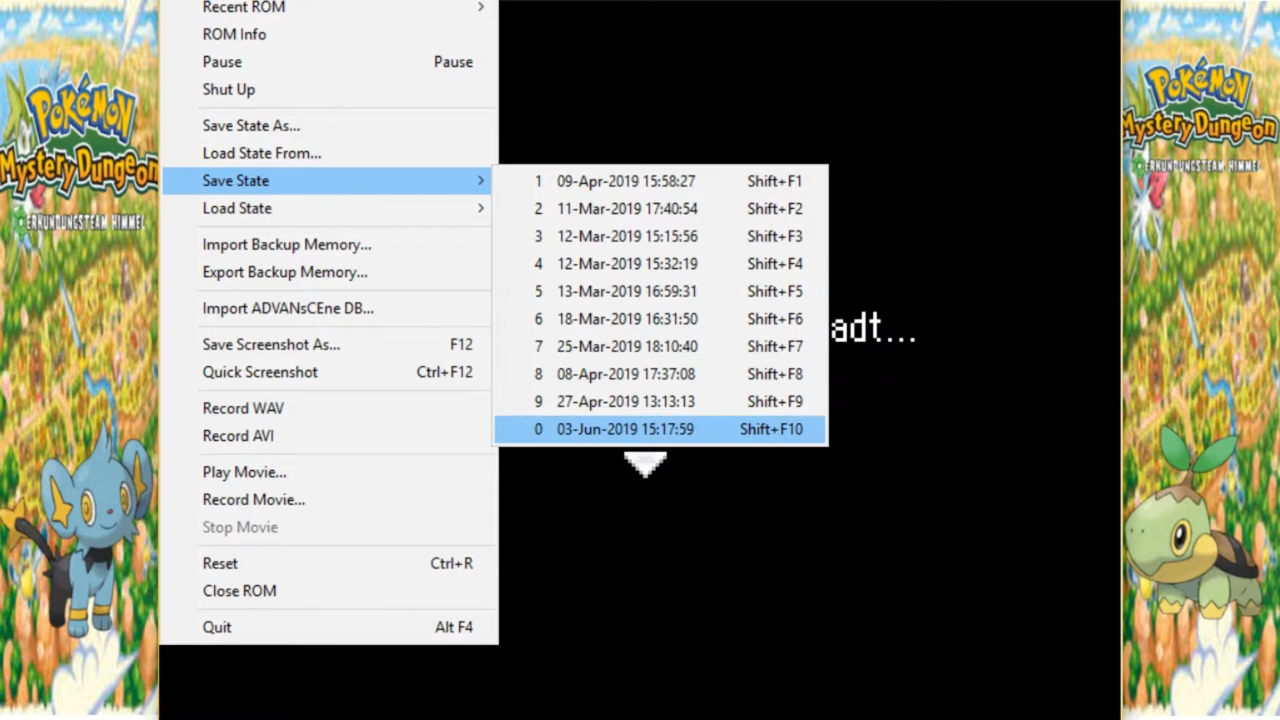 Recent ROM
ROM Info
Pause Pause
Shut Up
Save State As...
Load State From...
Save State
Load State
Import Backup Memory...
Export Backup Memory...
Import ADVANsCEne DB...
Save Screenshot As... F12
Quick Screenshot Ctrl+F12
Record WAV
Record AVI
Play Movie...
Record Movie...
Stop Movie
Reset Ctrl+R
Close ROM
Quit Alt F4
1 09-Apr-2019 15:58:27 Shift+F1
2 11-Mar-2019 17:40:54 Shift+F2
3 12-Mar-2019 15:15:56 Shift+F3
4 12-Mar-2019 15:32:19 Shift+F4
5 13-Mar-2019 16:59:31 Shift+F5
6 18-Mar-2019 16:31:50 Shift+F6
7 25-Mar-2019 18:10:40 Shift+F7
8 08-Apr-2019 17:37:08 Shift+F8
9 27-Apr-2019 13:13:13 Shift+F9
0 03-Jun-2019 15:17:59 Shift+F10
adt...
POKéMON
Mystery Dungeon
ERKUNDUNGSTEAM HIMMEL
POKéMON
Mystery Dungeon
ERKUNDUNGSTEAM HIMMEL